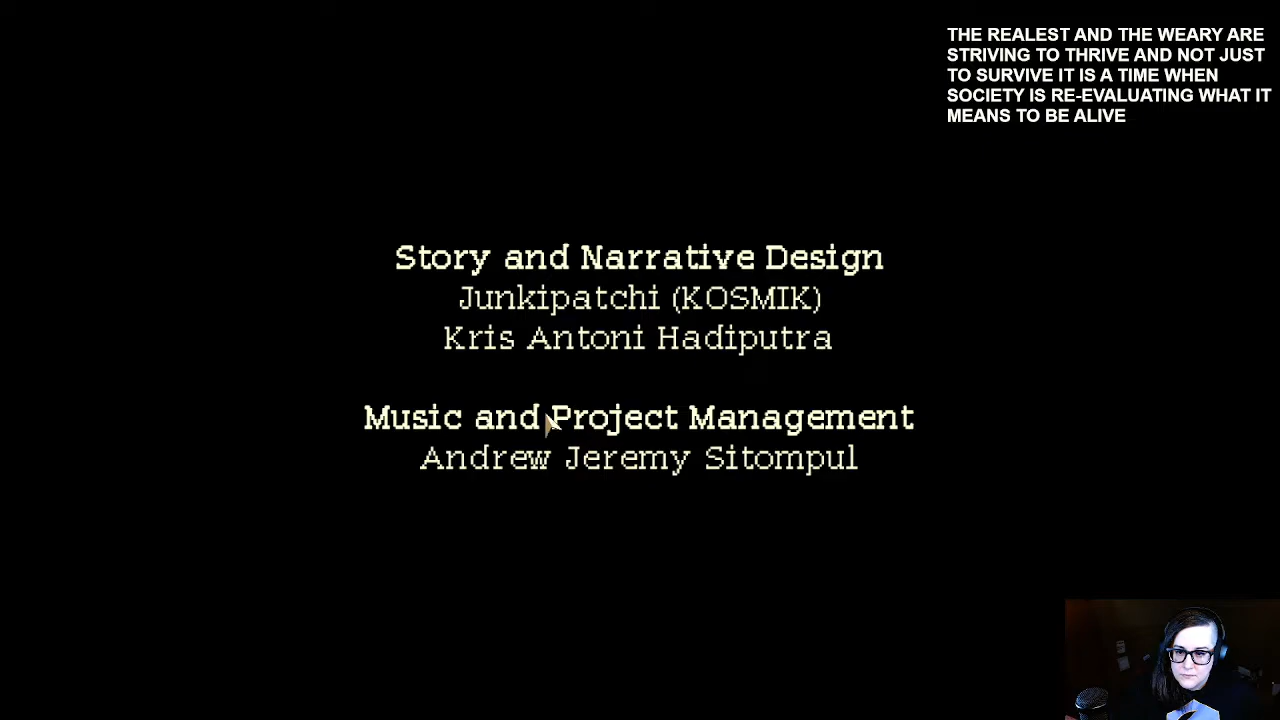 THE REALEST AND THE WEARY ARE
STRIVING TO THRIVE AND NOT JUST
TO SURVIVE IT IS A TIME WHEN
SOCIETY IS RE-EVALUATING WHAT IT
MEANS TO BE ALIVE
Story and Narrative Design
Junkipatchi (KOSMIK)
Kris Antoni Hadiputra
Music and Project Management
Andrew Jeremy Sitompul